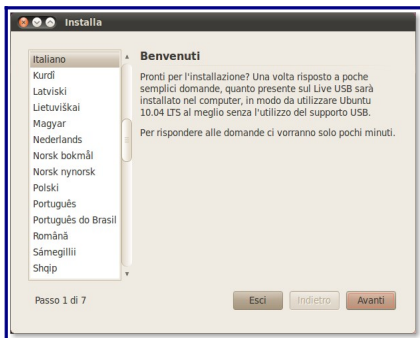 Installa
Italiano
Kurdî
Latviski
Lietuviškai
Magyar
Nederlands
Norsk bokmål
Norsk nynorsk
Polski
Português
Português do Brasil
Română
Sámegillii
Shqip
Benvenuti
Pronti per l'installazione? Una volta risposto a poche
semplici domande, quanto presente sul Live USB sarà
installato nel computer, in modo da utilizzare Ubuntu
10.04 LTS al meglio senza l'utilizzo del supporto USB.
Per rispondere alle domande ci vorranno solo pochi minuti.
Passo 1 di 7
Esci
Indietro
Avanti